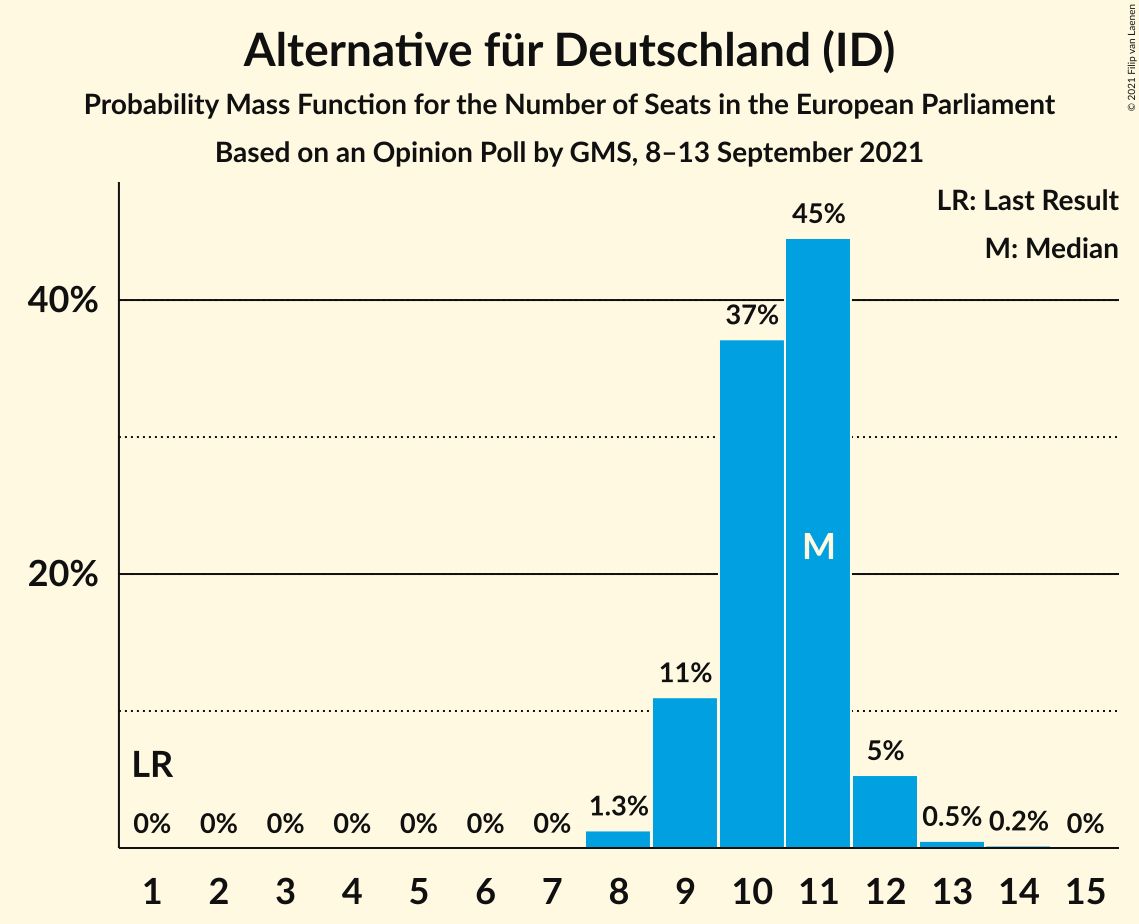 Alternative für Deutschland (ID)
Probability Mass Function for the Number of Seats in the European Parliament
Based on an Opinion Poll by GMS, 8–13 September 2021
© 2021 Filip van Laenen
LR: Last Result
M: Median
45%
40%
37%
M
20%
11%
LR
5%
0% 0% 0% 0% 0% 0% 0% 1.3% 0.5% 0.2% 0%
1 2 3 4 5 6 7 8 9 10 11 12 13 14 15